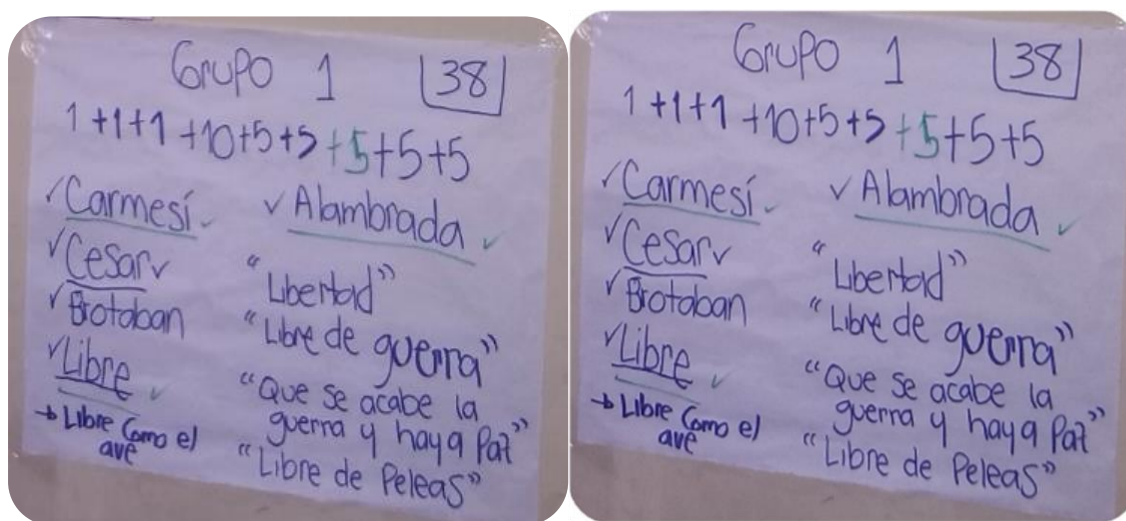 Grupo 1 38
1+1+1+10+5+5+5+5+5
✓Carmesí ✓
✓Cesar ✓
✓Brotaban
✓Libre ✓
→ Libre como el
ave
✓ Alambrada ✓
"Libertad"
"Libre de guerra"
"Que se acabe la
guerra y haya Paz"
"Libre de Peleas"
Grupo 1 38
1+1+1+10+5+5+5+5+5
✓Carmesí ✓
✓Cesar ✓
✓Brotaban
✓Libre ✓
→ Libre como el
ave
✓ Alambrada ✓
"Libertad"
"Libre de guerra"
"Que se acabe la
guerra y haya Paz"
"Libre de Peleas"